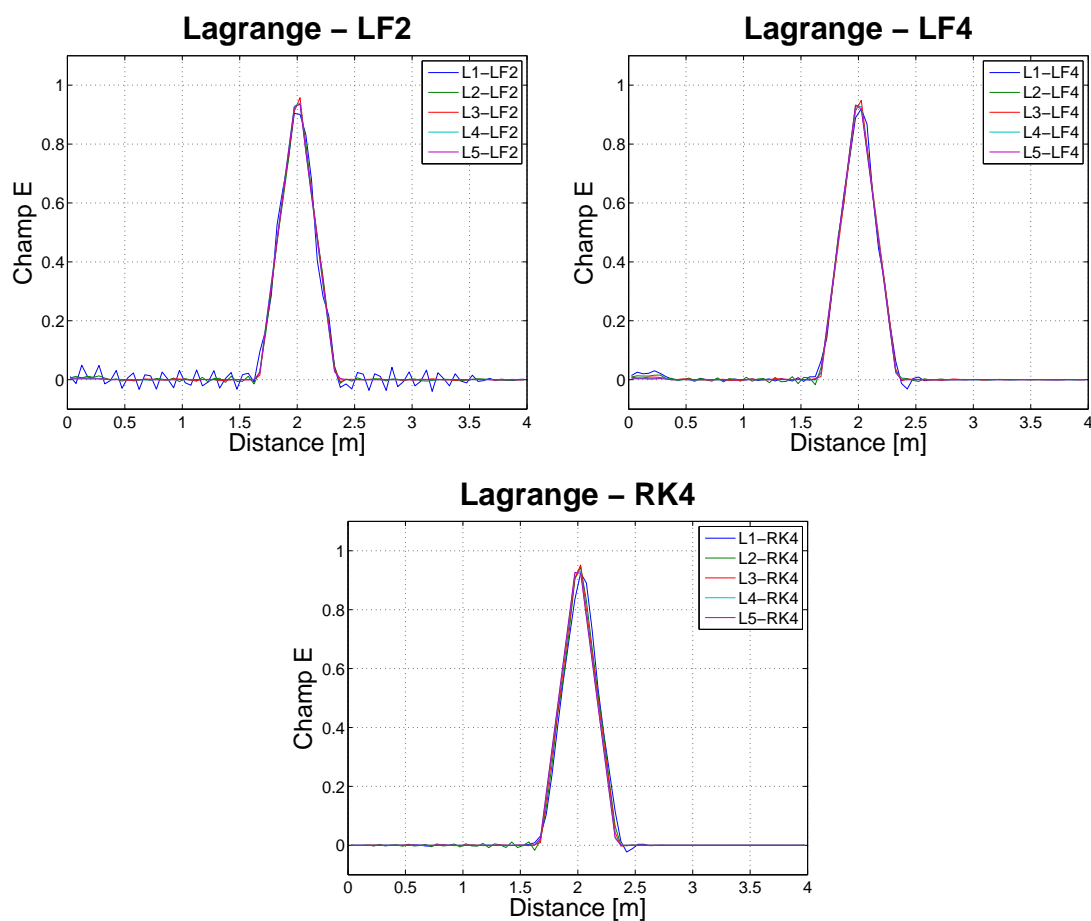 Lagrange – LF2
L1–LF2
L2–LF2
L3–LF2
L4–LF2
L5–LF2
1
0.8
0.6
0.4
0.2
0
Champ E
0
0.5
1
1.5
2
2.5
3
3.5
4
Distance [m]
Lagrange – LF4
L1–LF4
L2–LF4
L3–LF4
L4–LF4
L5–LF4
1
0.8
0.6
0.4
0.2
0
Champ E
0
0.5
1
1.5
2
2.5
3
3.5
4
Distance [m]
Lagrange – RK4
L1–RK4
L2–RK4
L3–RK4
L4–RK4
L5–RK4
1
0.8
0.6
0.4
0.2
0
Champ E
0
0.5
1
1.5
2
2.5
3
3.5
4
Distance [m]